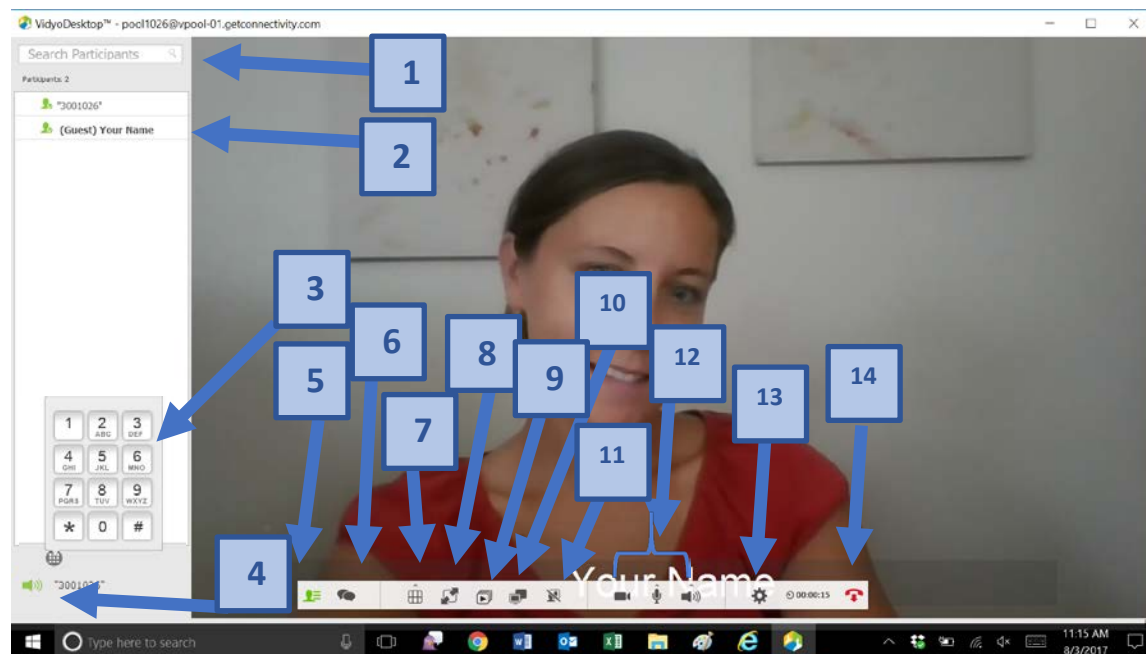 VidyoDesktop™ - pool1026@vpool-01.getconnectivity.com
Search Participants
Participants: 2
"3001026"
(Guest) Your Name
1
2
3
4
5
6
7
8
9
10
11
12
13
14
1 2 3
ABC DEF
4 5 6
GHI JKL MNO
7 8 9
PQRS TUV WXYZ
* 0 #
Your Name
00:00:15
Type here to search
11:15 AM
8/3/2017